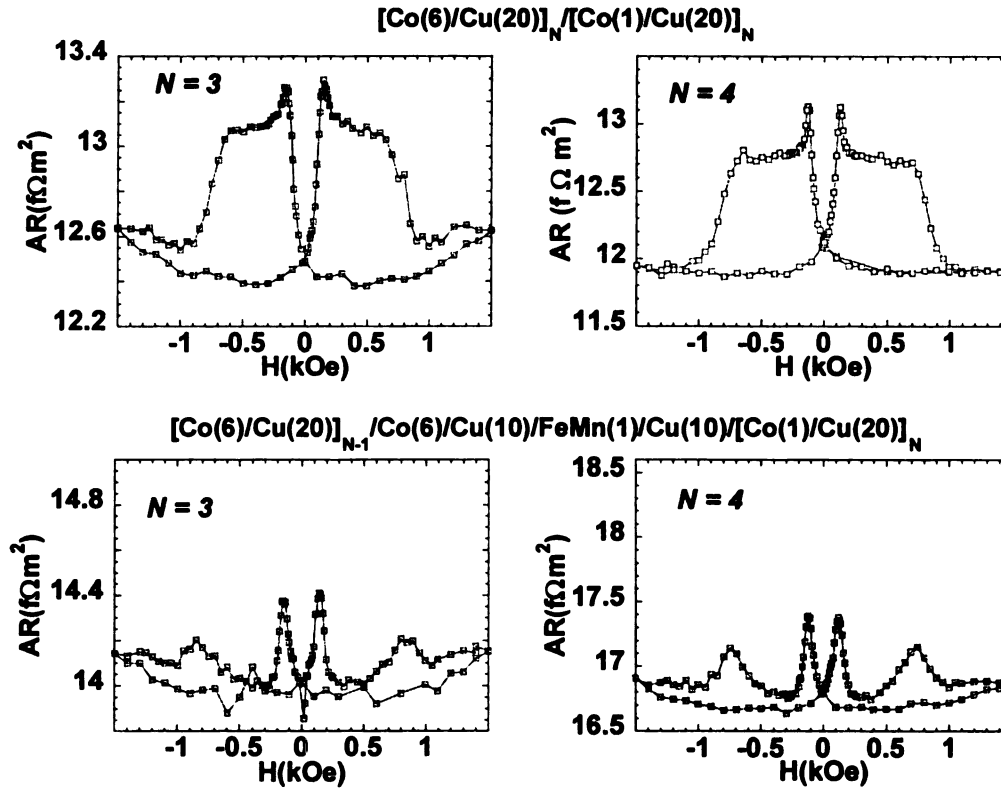 [Co(6)/Cu(20)]N/[Co(1)/Cu(20)]N
13.4
13
12.6
12.2
AR(fΩm²)
N = 3
-1 -0.5 0 0.5 1
H(kOe)
13
12.5
12
11.5
AR (f Ω m²)
N = 4
-1 -0.5 0 0.5 1
H (kOe)
[Co(6)/Cu(20)]N-1/Co(6)/Cu(10)/FeMn(1)/Cu(10)/[Co(1)/Cu(20)]N
14.8
14.4
14
AR(fΩm²)
N = 3
-1 -0.5 0 0.5 1
H(kOe)
18.5
18
17.5
17
16.5
AR(fΩm²)
N = 4
-1 -0.5 0 0.5 1
H(kOe)